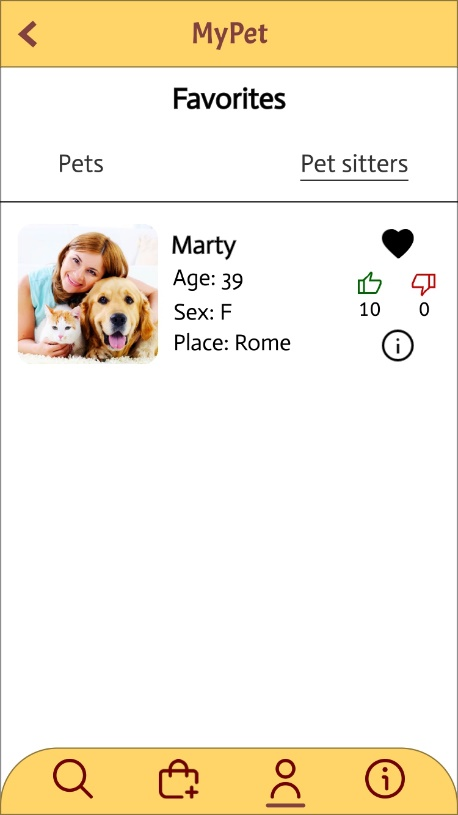 MyPet
Favorites
Pets
Pet sitters
Marty
Age: 39
Sex: F
Place: Rome
10
0